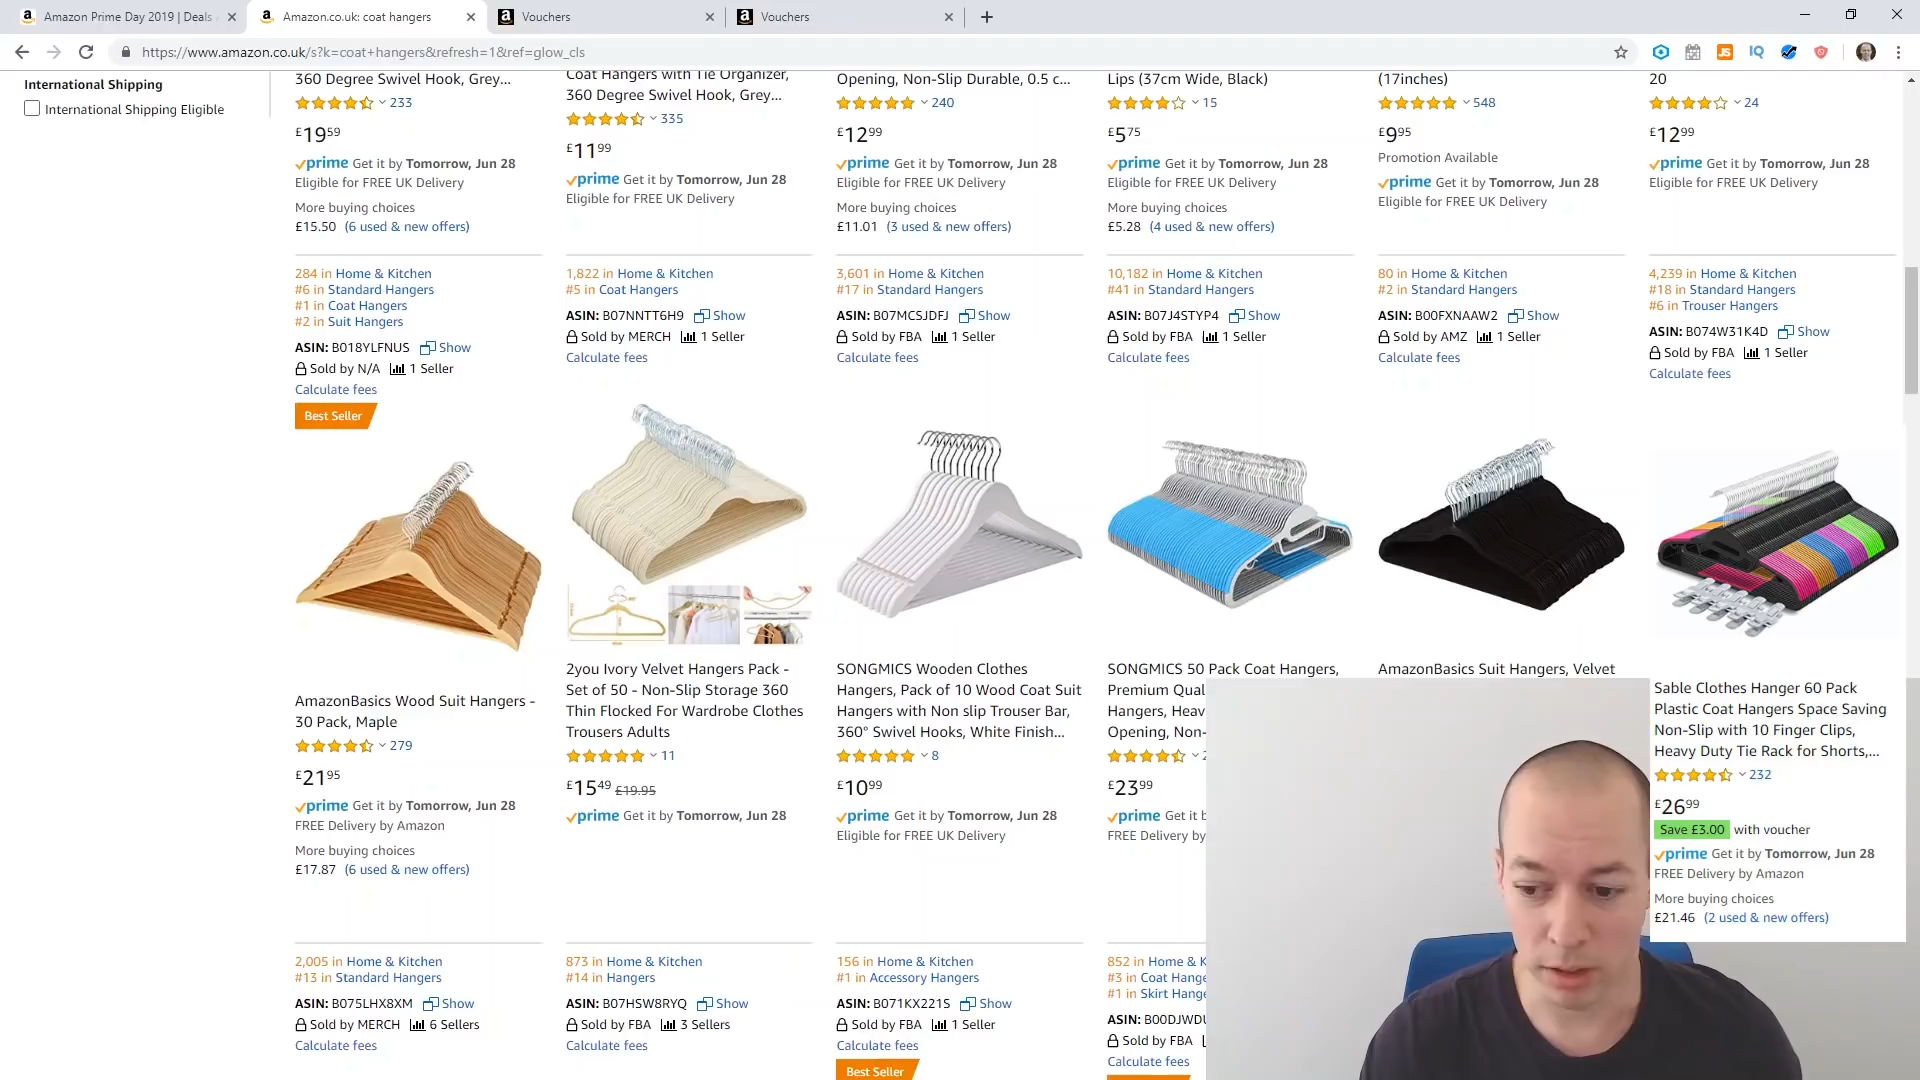 Amazon Prime Day 2019 | Deals
Amazon.co.uk: coat hangers
Vouchers
Vouchers
https://www.amazon.co.uk/s?k=coat+hangers&refresh=1&ref=glow_cls
International Shipping
International Shipping Eligible
360 Degree Swivel Hook, Grey...
233
£19 59
prime Get it by Tomorrow, Jun 28
Eligible for FREE UK Delivery
More buying choices
£15.50 (6 used & new offers)
284 in Home & Kitchen
#6 in Standard Hangers
#1 in Coat Hangers
#2 in Suit Hangers
ASIN: B018YLFNUS Show
Sold by N/A 1 Seller
Calculate fees
Best Seller
Coat Hangers with Tie Organizer,
360 Degree Swivel Hook, Grey...
335
£11 99
prime Get it by Tomorrow, Jun 28
Eligible for FREE UK Delivery
1,822 in Home & Kitchen
#5 in Coat Hangers
ASIN: B07NNTT6H9 Show
Sold by MERCH 1 Seller
Calculate fees
Opening, Non-Slip Durable, 0.5 c...
240
£12 99
prime Get it by Tomorrow, Jun 28
Eligible for FREE UK Delivery
More buying choices
£11.01 (3 used & new offers)
3,601 in Home & Kitchen
#17 in Standard Hangers
ASIN: B07MCSJDFJ Show
Sold by FBA 1 Seller
Calculate fees
Lips (37cm Wide, Black)
15
£5 75
prime Get it by Tomorrow, Jun 28
Eligible for FREE UK Delivery
More buying choices
£5.28 (4 used & new offers)
10,182 in Home & Kitchen
#41 in Standard Hangers
ASIN: B07J4STYP4 Show
Sold by FBA 1 Seller
Calculate fees
(17inches)
548
£9 95
Promotion Available
prime Get it by Tomorrow, Jun 28
Eligible for FREE UK Delivery
80 in Home & Kitchen
#2 in Standard Hangers
ASIN: B00FXNAAW2 Show
Sold by AMZ 1 Seller
Calculate fees
20
24
£12 99
prime Get it by Tomorrow, Jun 28
Eligible for FREE UK Delivery
4,239 in Home & Kitchen
#18 in Standard Hangers
#6 in Trouser Hangers
ASIN: B074W31K4D Show
Sold by FBA 1 Seller
Calculate fees
AmazonBasics Wood Suit Hangers -
30 Pack, Maple
279
£21 95
prime Get it by Tomorrow, Jun 28
FREE Delivery by Amazon
More buying choices
£17.87 (6 used & new offers)
2,005 in Home & Kitchen
#13 in Standard Hangers
ASIN: B075LHX8XM Show
Sold by MERCH 6 Sellers
Calculate fees
2you Ivory Velvet Hangers Pack -
Set of 50 - Non-Slip Storage 360
Thin Flocked For Wardrobe Clothes
Trousers Adults
11
£15 49 £19.95
prime Get it by Tomorrow, Jun 28
873 in Home & Kitchen
#14 in Hangers
ASIN: B07HSW8RYQ Show
Sold by FBA 3 Sellers
Calculate fees
SONGMICS Wooden Clothes
Hangers, Pack of 10 Wood Coat Suit
Hangers with Non slip Trouser Bar,
360° Swivel Hooks, White Finish...
8
£10 99
prime Get it by Tomorrow, Jun 28
Eligible for FREE UK Delivery
156 in Home & Kitchen
#1 in Accessory Hangers
ASIN: B071KX221S Show
Sold by FBA 1 Seller
Calculate fees
Best Seller
SONGMICS 50 Pack Coat Hangers,
Premium Qual
Hangers, Heav
Opening, Non-
2
£23 99
prime Get it b
FREE Delivery by
852 in Home & K
#3 in Coat Hange
#1 in Skirt Hange
ASIN: B00DJWDU
Sold by FBA
Calculate fees
AmazonBasics Suit Hangers, Velvet
Sable Clothes Hanger 60 Pack
Plastic Coat Hangers Space Saving
Non-Slip with 10 Finger Clips,
Heavy Duty Tie Rack for Shorts,...
232
£26 99
Save £3.00 with voucher
prime Get it by Tomorrow, Jun 28
FREE Delivery by Amazon
More buying choices
£21.46 (2 used & new offers)